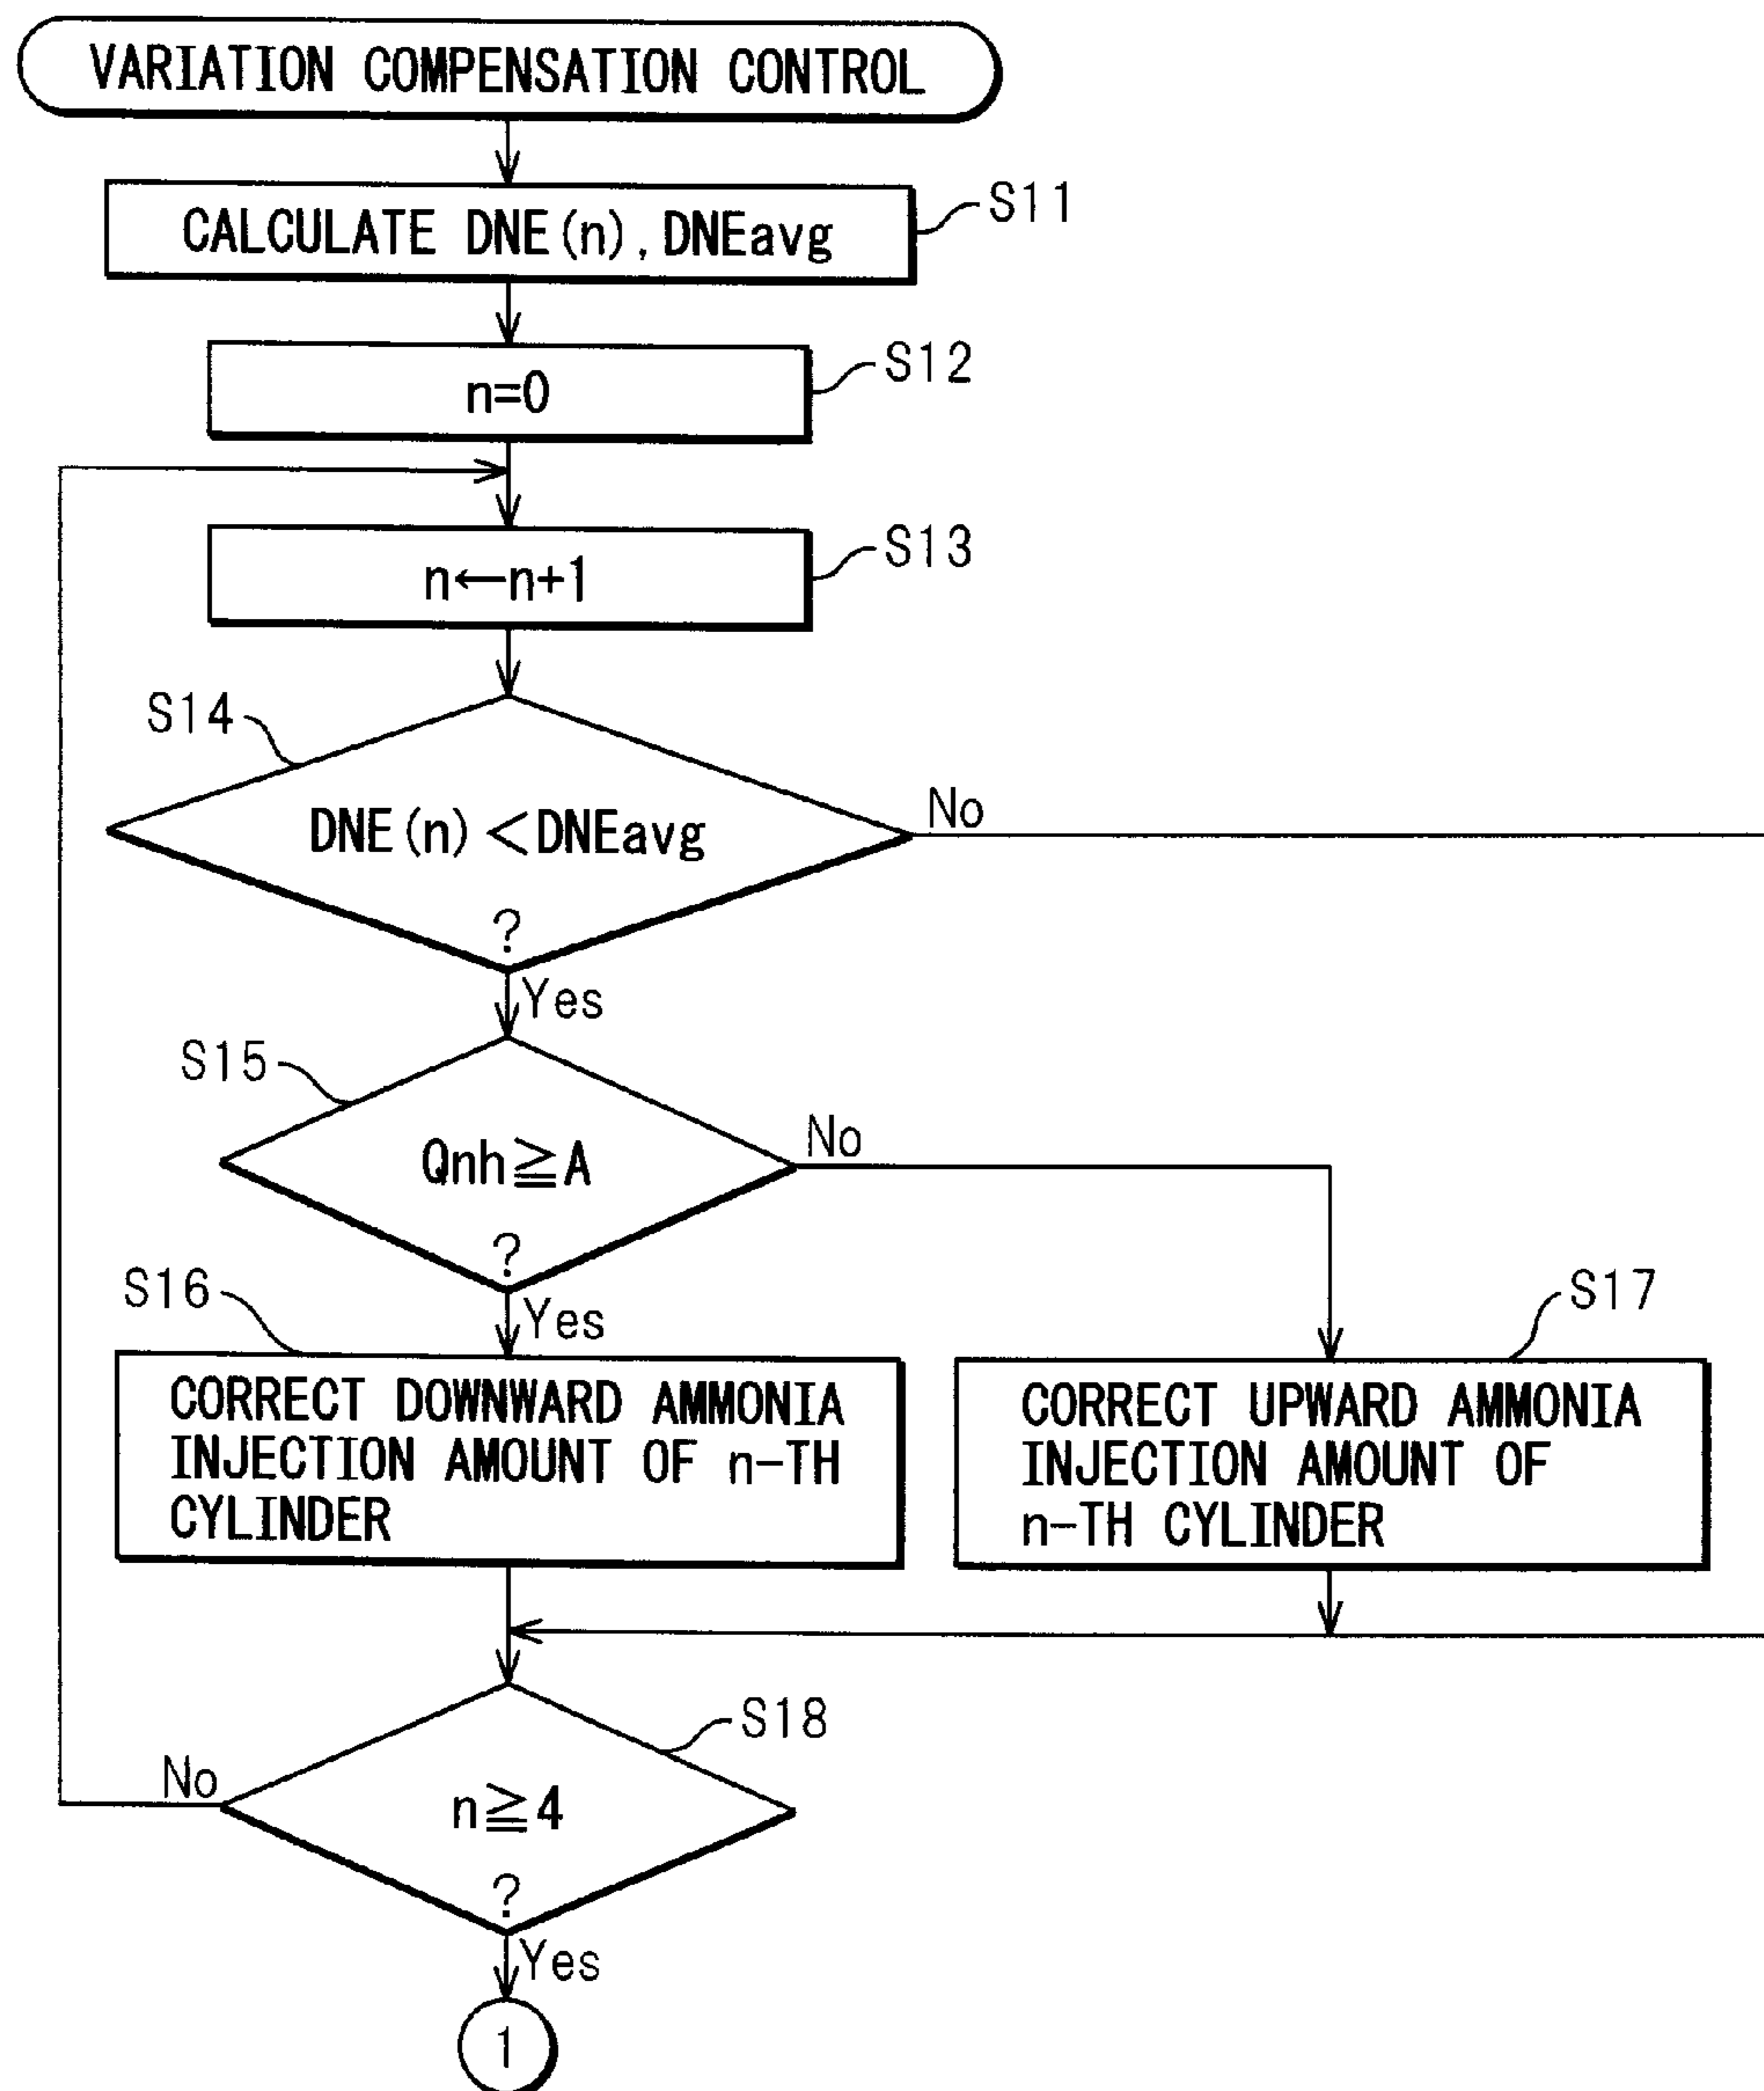 VARIATION COMPENSATION CONTROL
CALCULATE DNE(n), DNEavg
S11
n=0
S12
n←n+1
S13
S14
DNE(n)<DNEavg
?
No
Yes
S15
Qnh≧A
?
No
Yes
S16
CORRECT DOWNWARD AMMONIA
INJECTION AMOUNT OF n-TH
CYLINDER
S17
CORRECT UPWARD AMMONIA
INJECTION AMOUNT OF
n-TH CYLINDER
S18
n≧4
?
No
Yes
1